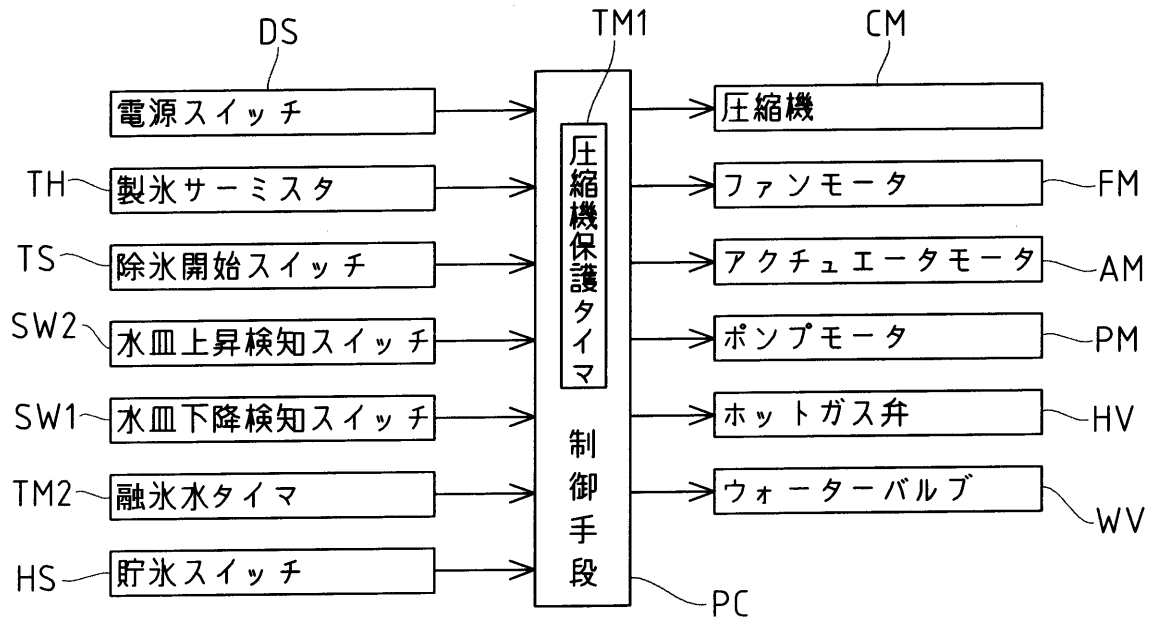 DS
TM1
CM
電源スイッチ
圧縮機
TH
製氷サーミスタ
ファンモータ
FM
TS
除氷開始スイッチ
アクチュエータモータ
AM
SW2
水皿上昇検知スイッチ
ポンプモータ
PM
SW1
水皿下降検知スイッチ
ホットガス弁
HV
TM2
融氷水タイマ
ウォーターバルブ
WV
HS
貯氷スイッチ
圧縮機保護タイマ
制御手段
PC